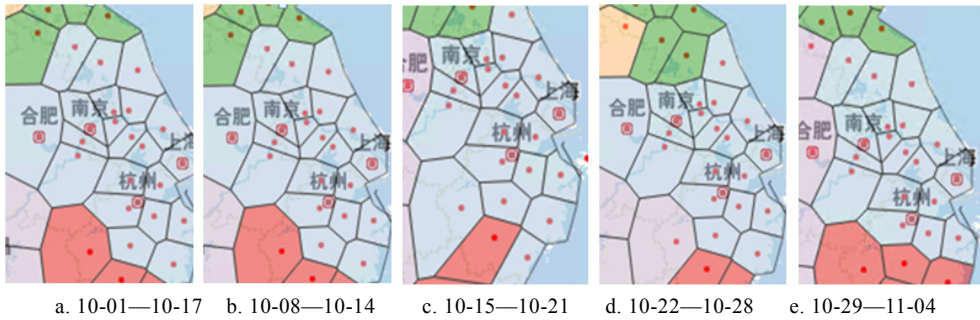 合肥 南京 上海 杭州
合肥 南京 上海 杭州
合肥 南京 上海 杭州
合肥 南京 上海 杭州
合肥 南京 上海 杭州
a. 10-01—10-17 b. 10-08—10-14 c. 10-15—10-21 d. 10-22—10-28 e. 10-29—11-04